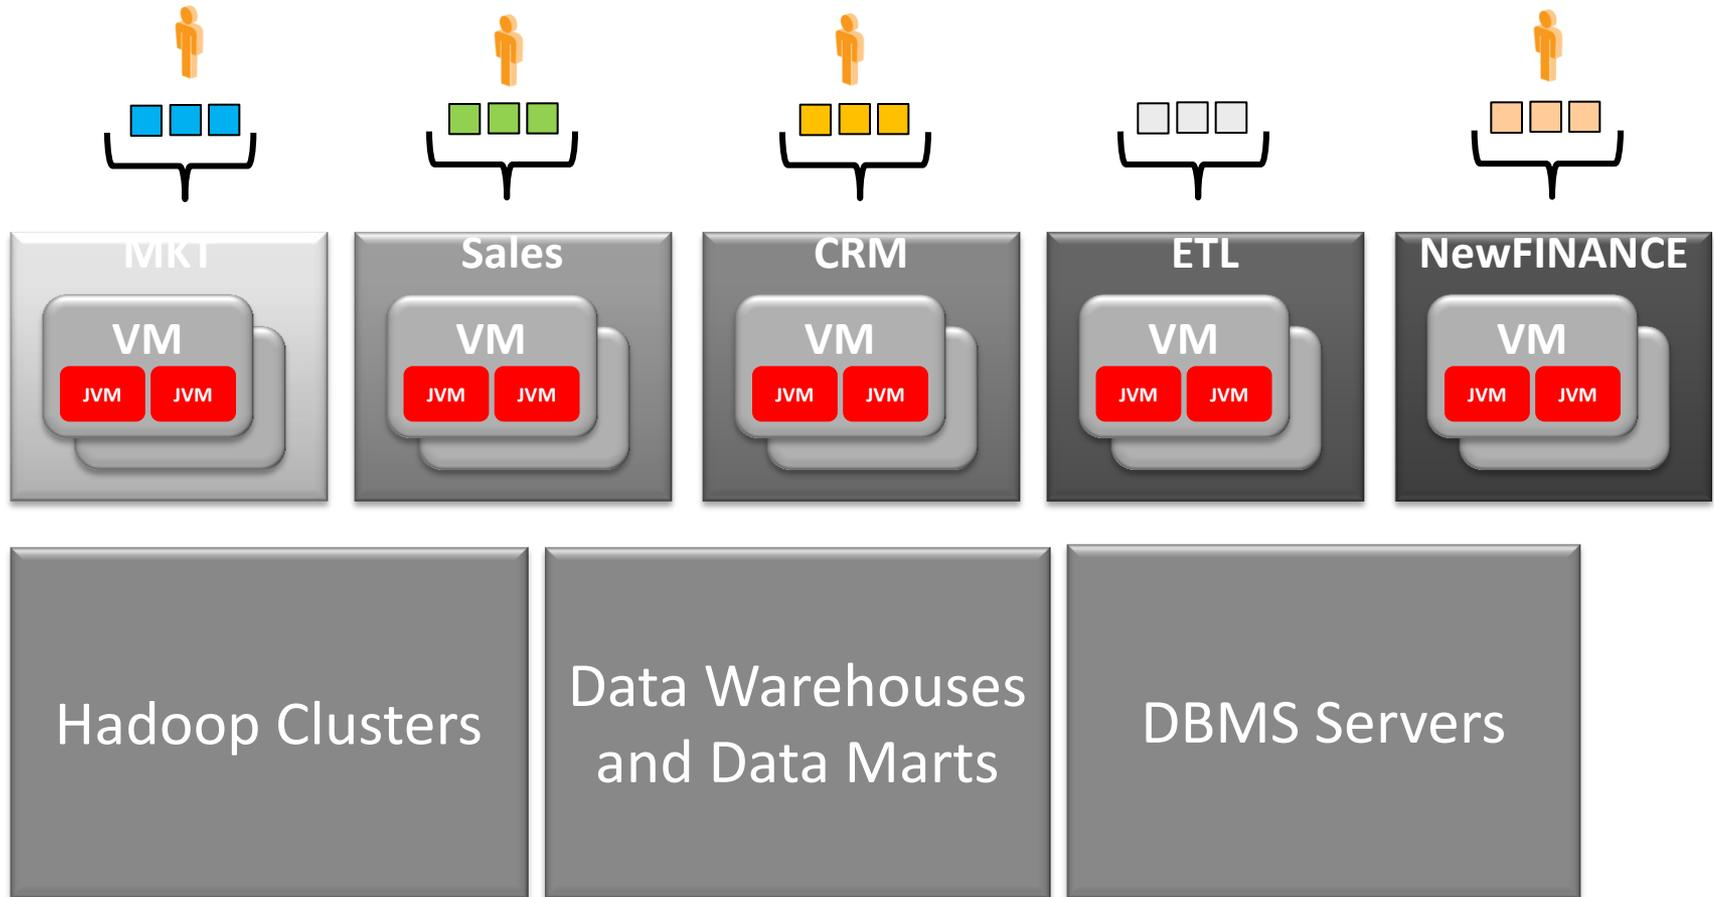 MKT
Sales
CRM
ETL
NewFINANCE
VM
VM
VM
VM
VM
JVM JVM
JVM JVM
JVM JVM
JVM JVM
JVM JVM
Hadoop Clusters
Data Warehouses
and Data Marts
DBMS Servers